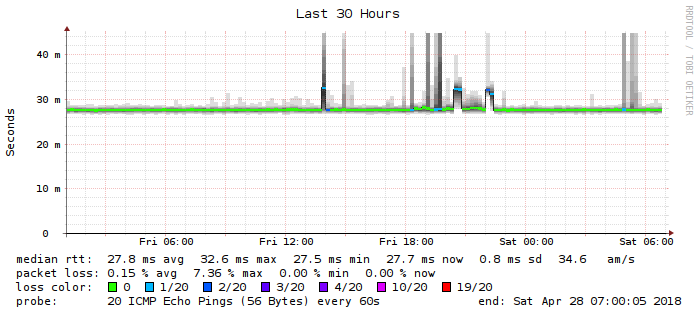 Last 30 Hours
RRDTOOL / TOBI OETIKER
Seconds
40 m
30 m
20 m
10 m
0
Fri 06:00 Fri 12:00 Fri 18:00 Sat 00:00 Sat 06:00
median rtt: 27.8 ms avg 32.6 ms max 27.5 ms min 27.7 ms now 0.8 ms sd 34.6 am/s
packet loss: 0.15 % avg 7.36 % max 0.00 % min 0.00 % now
loss color: 0 1/20 2/20 3/20 4/20 10/20 19/20
probe: 20 ICMP Echo Pings (56 Bytes) every 60s end: Sat Apr 28 07:00:05 2018